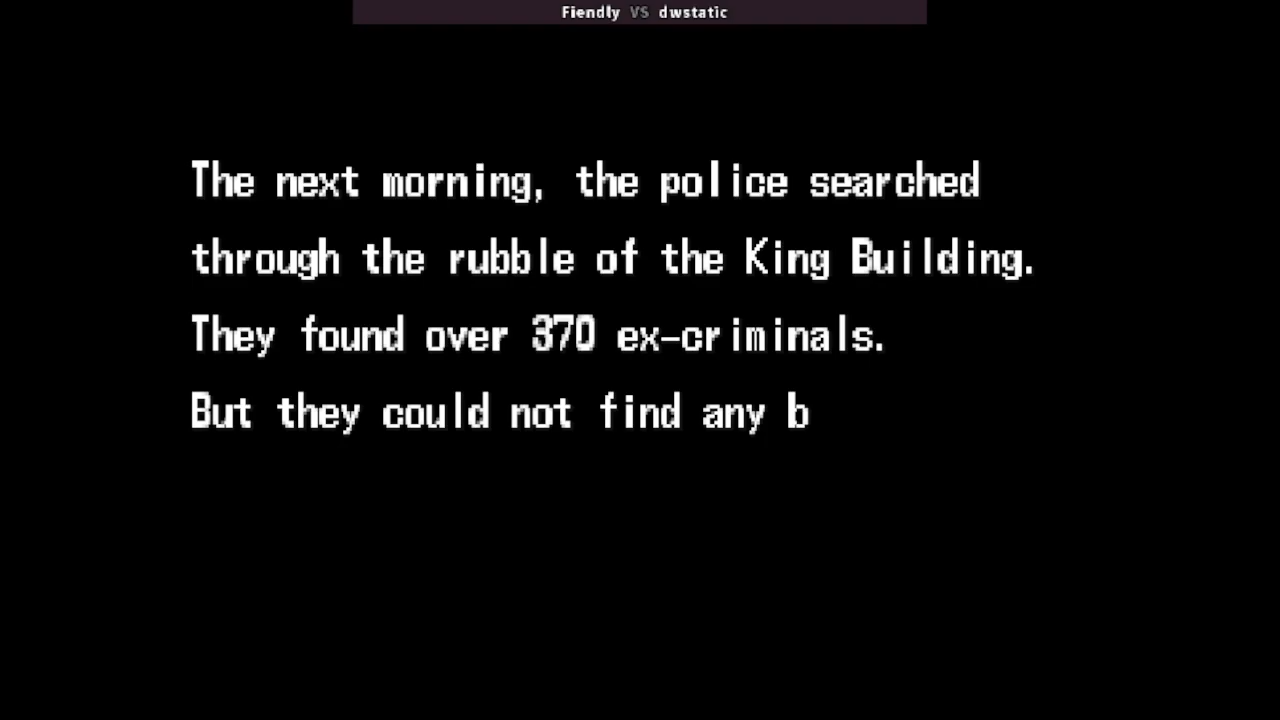 Fiendly VS dwstatic
The next morning, the police searched
through the rubble of the King Building.
They found over 370 ex-criminals.
But they could not find any b